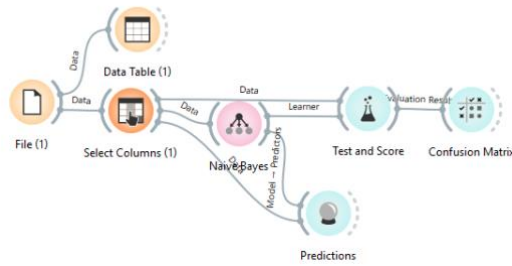 Data
Data Table (1)
Data
File (1)
Select Columns (1)
Data
Data
Learner
Naive Bayes
Data
Model → Predictors
Test and Score
Evaluation Resul
Confusion Matrix
Predictions